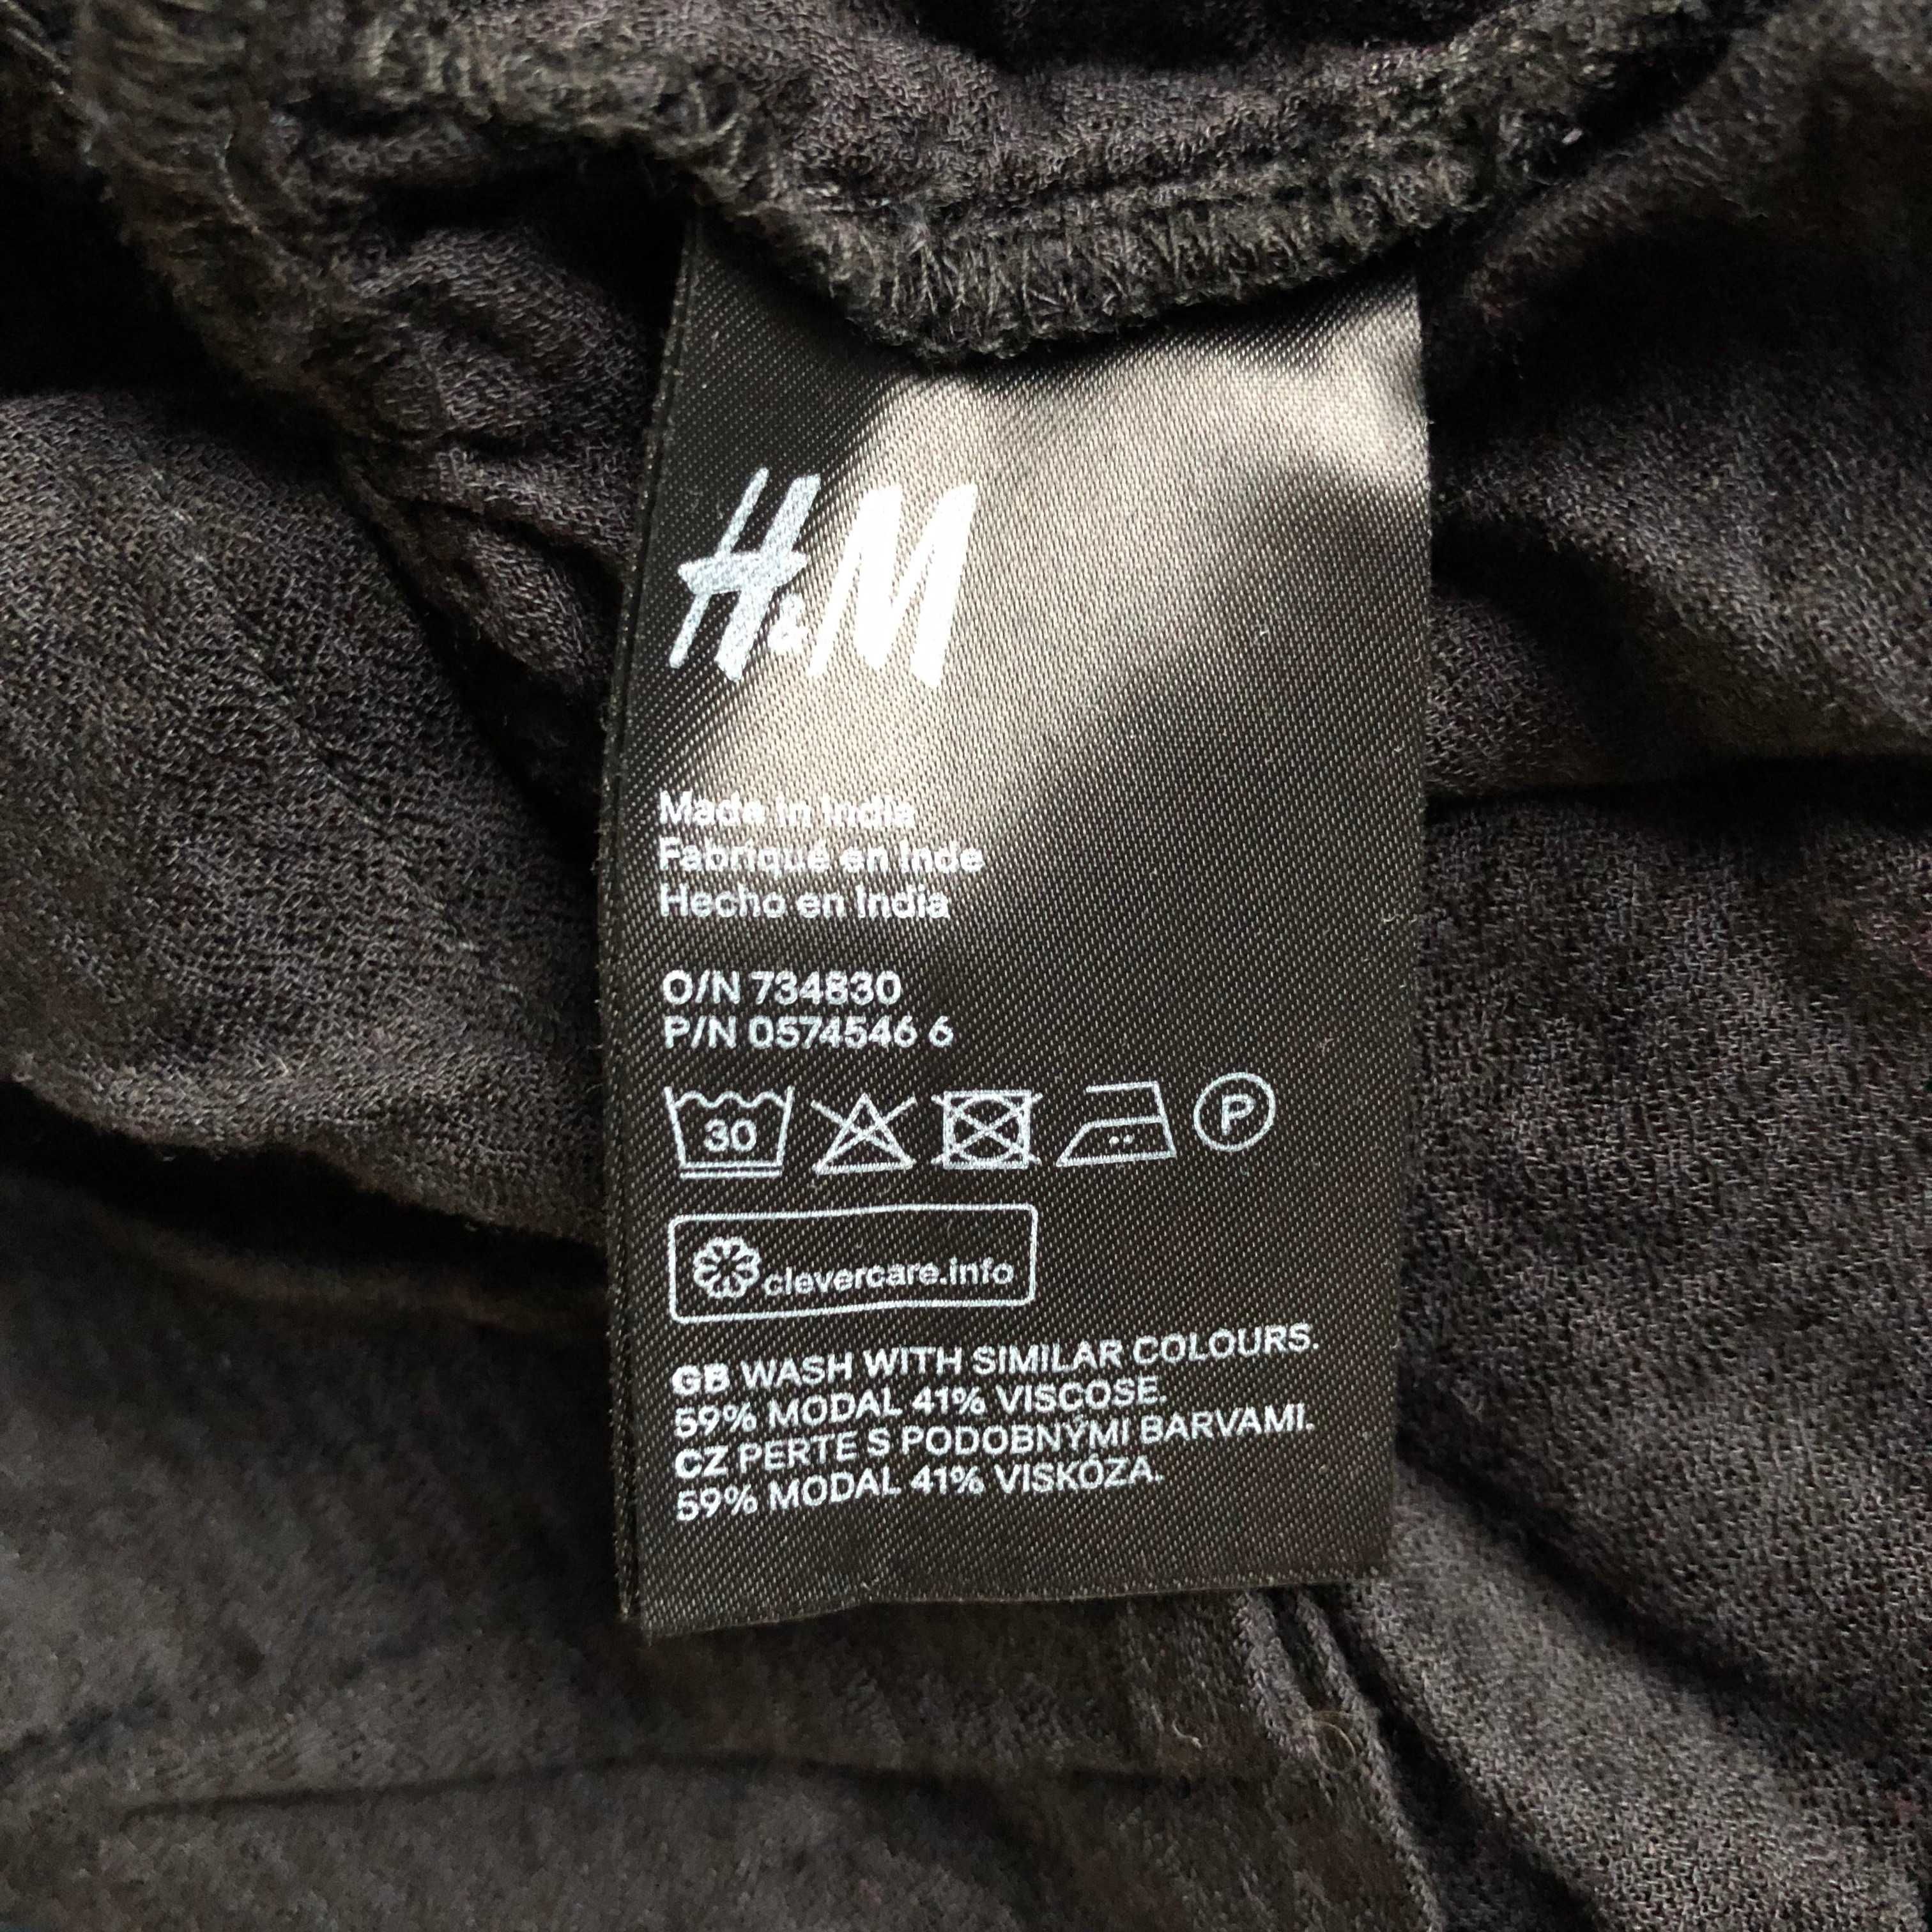 H&M
Made in India
Fabriqué en Inde
Hecho en India
O/N 734830
P/N 0574546 6
30 P
clevercare.info
GB WASH WITH SIMILAR COLOURS.
59% MODAL 41% VISCOSE.
CZ PERTE S PODOBNÝMI BARVAMI.
59% MODAL 41% VISKÓZA.